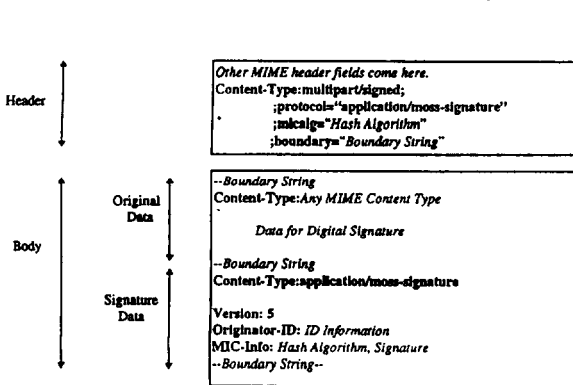 Header
Other MIME header fields come here.
Content-Type:multipart/signed;
;protocol="application/moss-signature"
;micalg="Hash Algorithm"
;boundary="Boundary String"
Body
Original
Data
--Boundary String
Content-Type:Any MIME Content Type
Data for Digital Signature
Signature
Data
--Boundary String
Content-Type:application/moss-signature
Version: 5
Originator-ID: ID Information
MIC-Info: Hash Algorithm, Signature
--Boundary String--